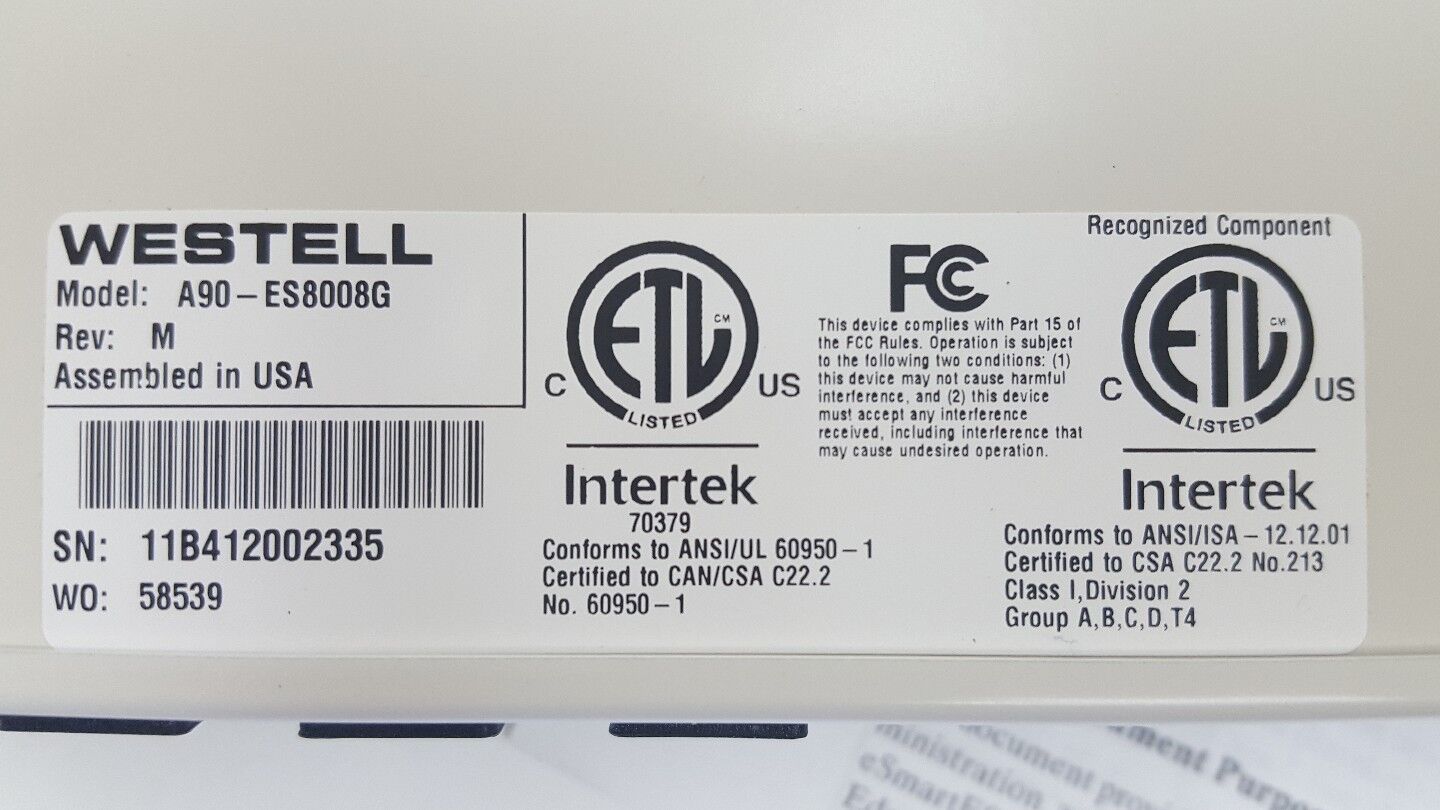 WESTELL
Model: A90-ES8008G
Rev: M
Assembled in USA
SN: 11B412002335
WO: 58539
ETL CM
C US
LISTED
Intertek
70379
Conforms to ANSI/UL 60950-1
Certified to CAN/CSA C22.2
No. 60950-1
FCC
This device complies with Part 15 of
the FCC Rules. Operation is subject
to the following two conditions: (1)
this device may not cause harmful
interference, and (2) this device
must accept any interference
received, including interference that
may cause undesired operation.
Recognized Component
ETL CM
C US
LISTED
Intertek
Conforms to ANSI/ISA-12.12.01
Certified to CSA C22.2 No.213
Class I,Division 2
Group A,B,C,D,T4